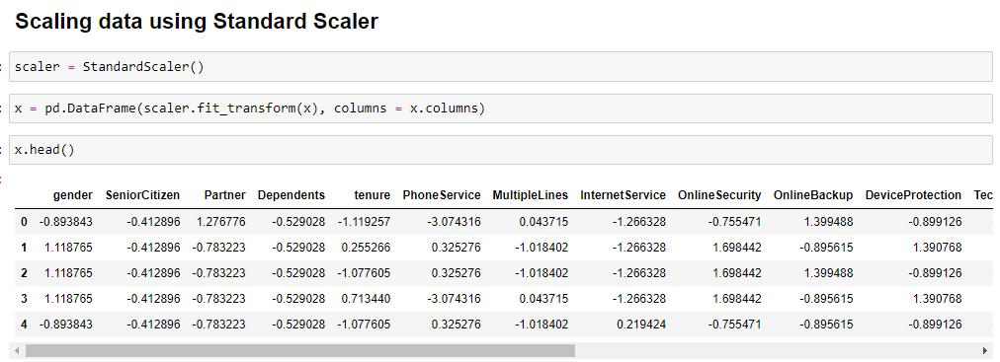 Scaling data using Standard Scaler
: scaler = StandardScaler()
: x = pd.DataFrame(scaler.fit_transform(x), columns = x.columns)
: x.head()
:
gender SeniorCitizen Partner Dependents tenure PhoneService MultipleLines InternetService OnlineSecurity OnlineBackup DeviceProtection Tec
0 -0.893843 -0.412896 1.276776 -0.529028 -1.119257 -3.074316 0.043715 -1.266328 -0.755471 1.399488 -0.899126
1 1.118765 -0.412896 -0.783223 -0.529028 0.255266 0.325276 -1.018402 -1.266328 1.698442 -0.895615 1.390768
2 1.118765 -0.412896 -0.783223 -0.529028 -1.077605 0.325276 -1.018402 -1.266328 1.698442 1.399488 -0.899126
3 1.118765 -0.412896 -0.783223 -0.529028 0.713440 -3.074316 0.043715 -1.266328 1.698442 -0.895615 1.390768
4 -0.893843 -0.412896 -0.783223 -0.529028 -1.077605 0.325276 -1.018402 0.219424 -0.755471 -0.895615 -0.899126